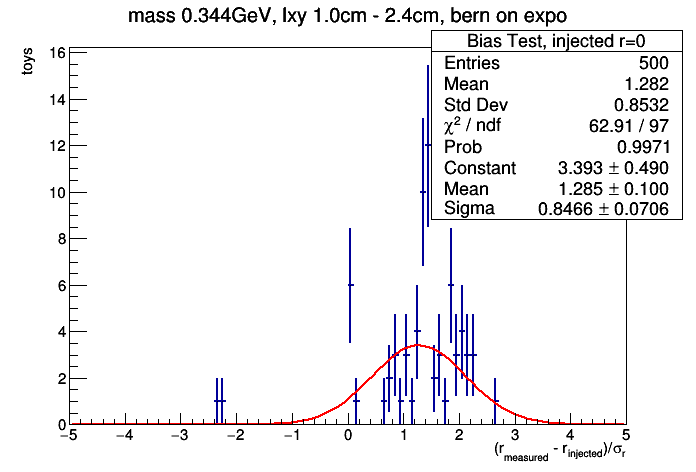 mass 0.344GeV, lxy 1.0cm - 2.4cm, bern on expo
Bias Test, injected r=0
Entries 500
Mean 1.282
Std Dev 0.8532
χ² / ndf 62.91 / 97
Prob 0.9971
Constant 3.393 ± 0.490
Mean 1.285 ± 0.100
Sigma 0.8466 ± 0.0706
toys
16
14
12
10
8
6
4
2
0
−5 −4 −3 −2 −1 0 1 2 3 4 5
(r_measured - r_injected)/σ_r